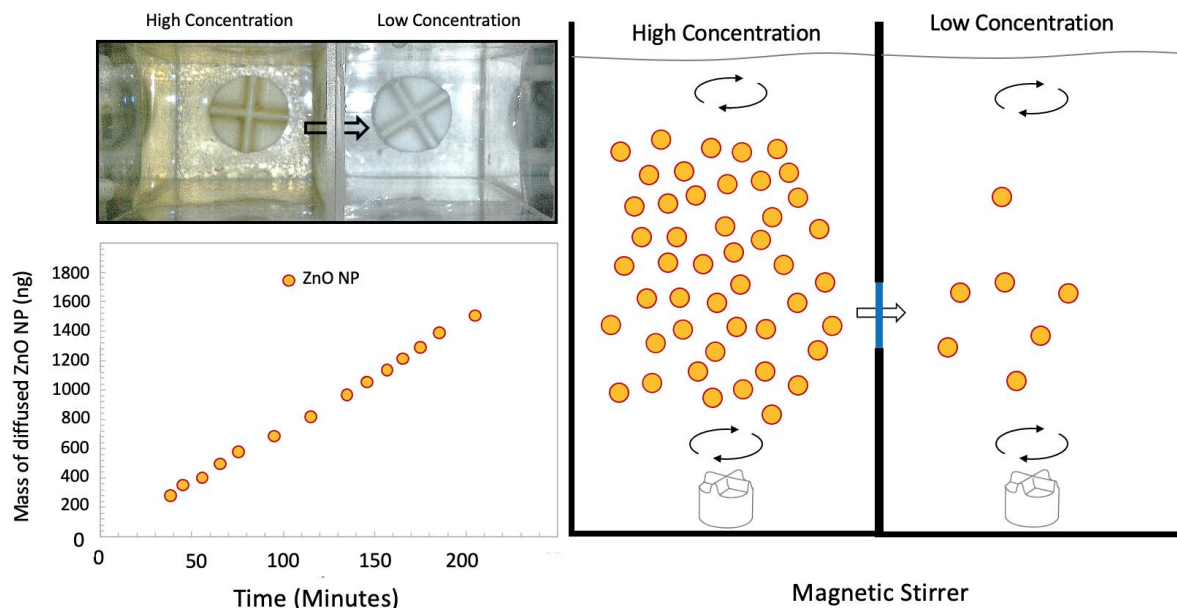 High Concentration
Low Concentration
Mass of diffused ZnO NP (ng)
1800
1600
1400
1200
1000
800
600
400
200
0
ZnO NP
0
50
100
150
200
Time (Minutes)
High Concentration
Low Concentration
Magnetic Stirrer